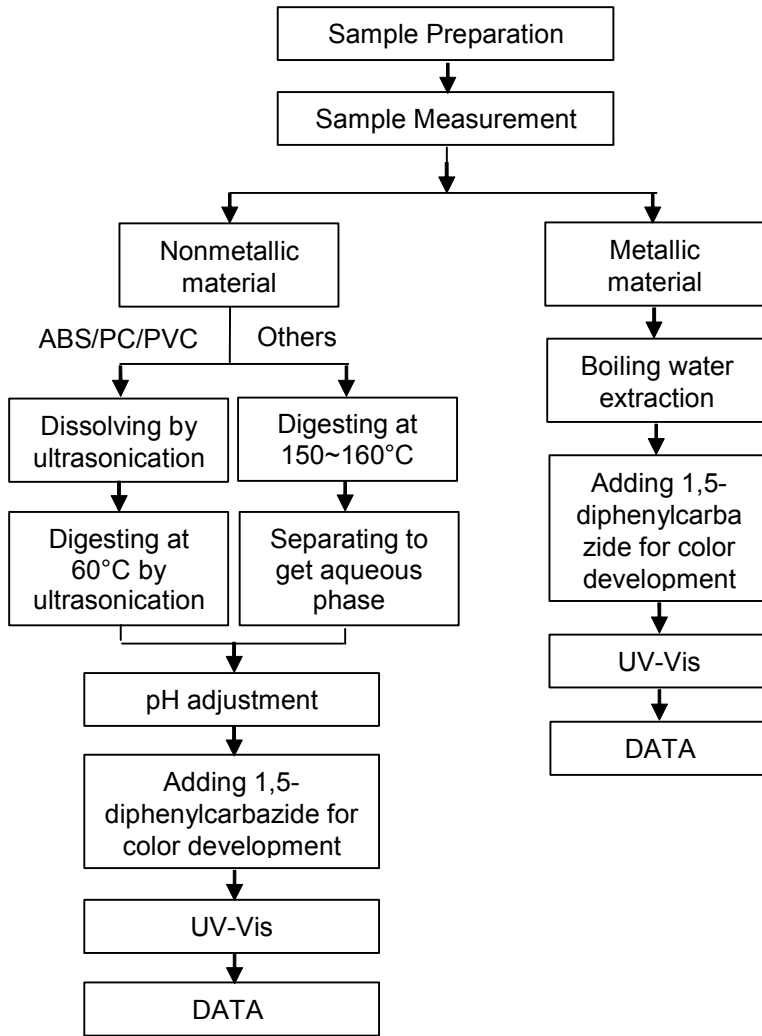 Sample Preparation
Sample Measurement
Nonmetallic
material
Metallic
material
ABS/PC/PVC
Others
Boiling water
extraction
Dissolving by
ultrasonication
Digesting at
150~160°C
Adding 1,5-
diphenylcarba
zide for color
development
Digesting at
60°C by
ultrasonication
Separating to
get aqueous
phase
UV-Vis
pH adjustment
DATA
Adding 1,5-
diphenylcarbazide for
color development
UV-Vis
DATA